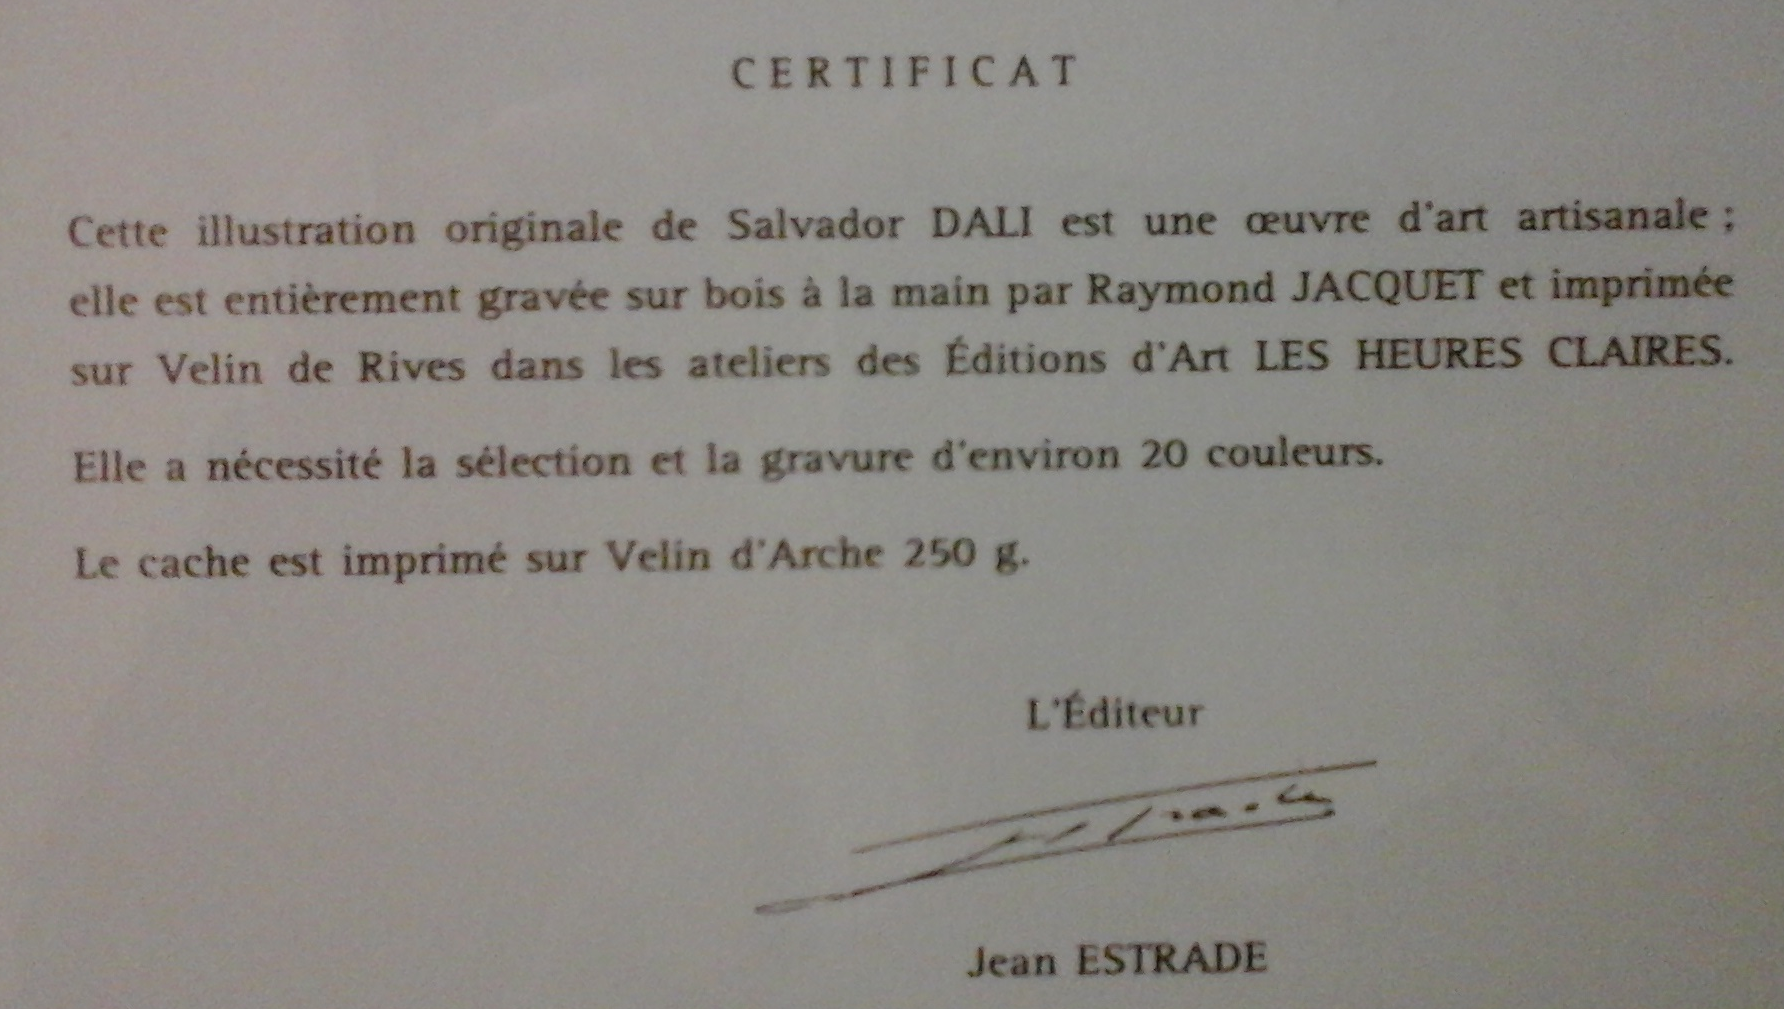 CERTIFICAT
Cette illustration originale de Salvador DALI est une œuvre d'art artisanale ;
elle est entièrement gravée sur bois à la main par Raymond JACQUET et imprimée
sur Velin de Rives dans les ateliers des Éditions d'Art LES HEURES CLAIRES.
Elle a nécessité la sélection et la gravure d'environ 20 couleurs.
Le cache est imprimé sur Velin d'Arche 250 g.
L'Éditeur
Jean ESTRADE